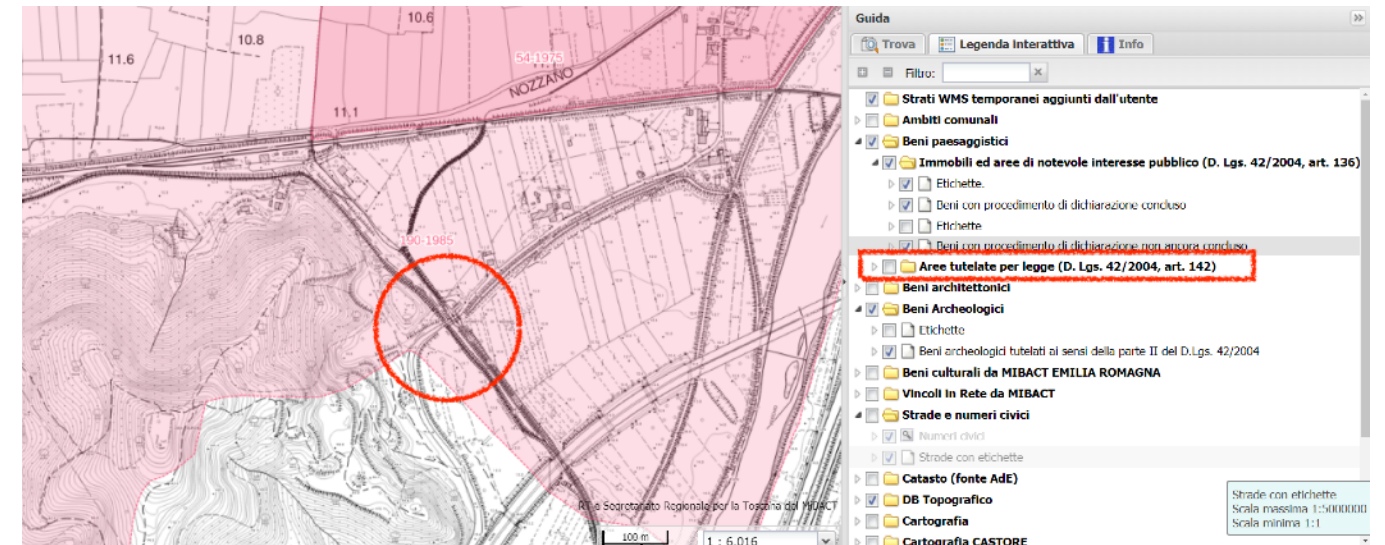 10.6
10.8
11.6
54-1975
NOZZANO
11.1
190-1985
RT e Segretariato Regionale per la Toscana del MIBACT
100 m
1 : 6.016
Guida
Trova
Legenda Interattiva
Info
Filtro:
Strati WMS temporanei aggiunti dall'utente
Ambiti comunali
Beni paesaggistici
Immobili ed aree di notevole interesse pubblico (D. Lgs. 42/2004, art. 136)
Etichette.
Beni con procedimento di dichiarazione concluso
Etichette
Beni con procedimento di dichiarazione non ancora concluso
Aree tutelate per legge (D. Lgs. 42/2004, art. 142)
Beni architettonici
Beni Archeologici
Etichette
Beni archeologici tutelati ai sensi della parte II del D.Lgs. 42/2004
Beni culturali da MIBACT EMILIA ROMAGNA
Vincoli in Rete da MIBACT
Strade e numeri civici
Numeri civici
Strade con etichette
Catasto (fonte AdE)
DB Topografico
Cartografia
Cartografia CASTORE
Strade con etichette
Scala massima 1:5000000
Scala minima 1:1